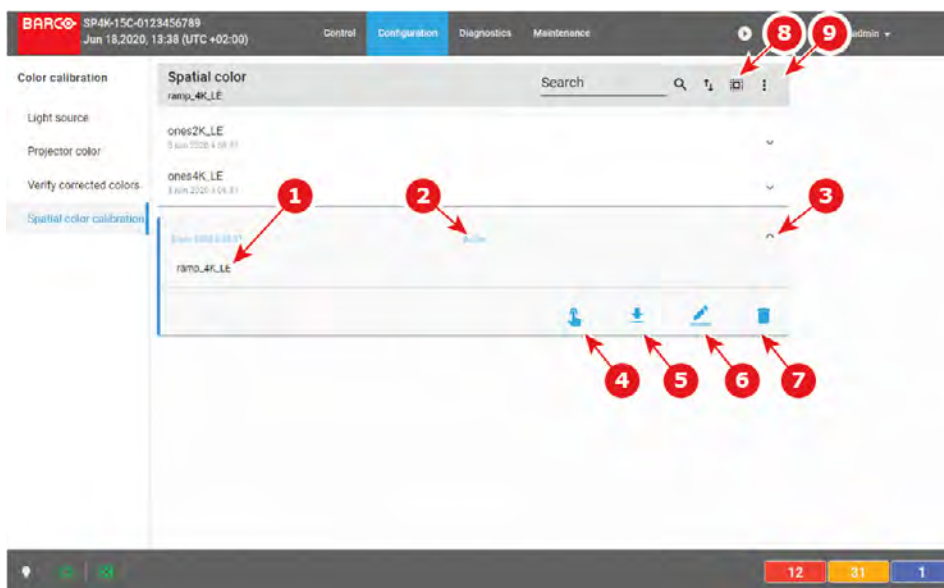 BARCO SP4K-15C-0123456789
Jun 18,2020, 13:38 (UTC +02:00)
Control Configuration Diagnostics Maintenance
8 9
admin
Color calibration
Light source
Projector color
Verify corrected colors
Spatial color calibration
Spatial color
ramp_4K_LE
Search
ones2K_LE
ones4K_LE
1 2 3
ramp_4K_LE
4 5 6 7
12 31 1